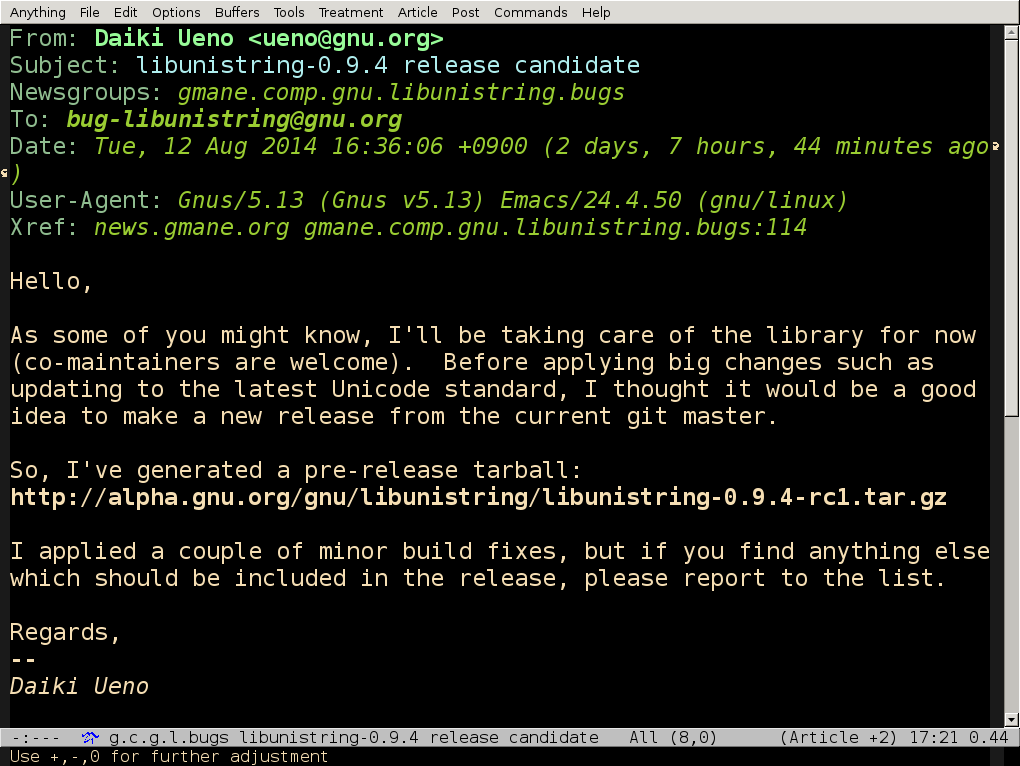 Anything File Edit Options Buffers Tools Treatment Article Post Commands Help
From: Daiki Ueno <ueno@gnu.org>
Subject: libunistring-0.9.4 release candidate
Newsgroups: gmane.comp.gnu.libunistring.bugs
To: bug-libunistring@gnu.org
Date: Tue, 12 Aug 2014 16:36:06 +0900 (2 days, 7 hours, 44 minutes ago
)
User-Agent: Gnus/5.13 (Gnus v5.13) Emacs/24.4.50 (gnu/linux)
Xref: news.gmane.org gmane.comp.gnu.libunistring.bugs:114
Hello,
As some of you might know, I'll be taking care of the library for now
(co-maintainers are welcome).  Before applying big changes such as
updating to the latest Unicode standard, I thought it would be a good
idea to make a new release from the current git master.
So, I've generated a pre-release tarball:
http://alpha.gnu.org/gnu/libunistring/libunistring-0.9.4-rc1.tar.gz
I applied a couple of minor build fixes, but if you find anything else
which should be included in the release, please report to the list.
Regards,
--
Daiki Ueno
-:--- g.c.g.l.bugs libunistring-0.9.4 release candidate All (8,0) (Article +2) 17:21 0.44
Use +,-,0 for further adjustment